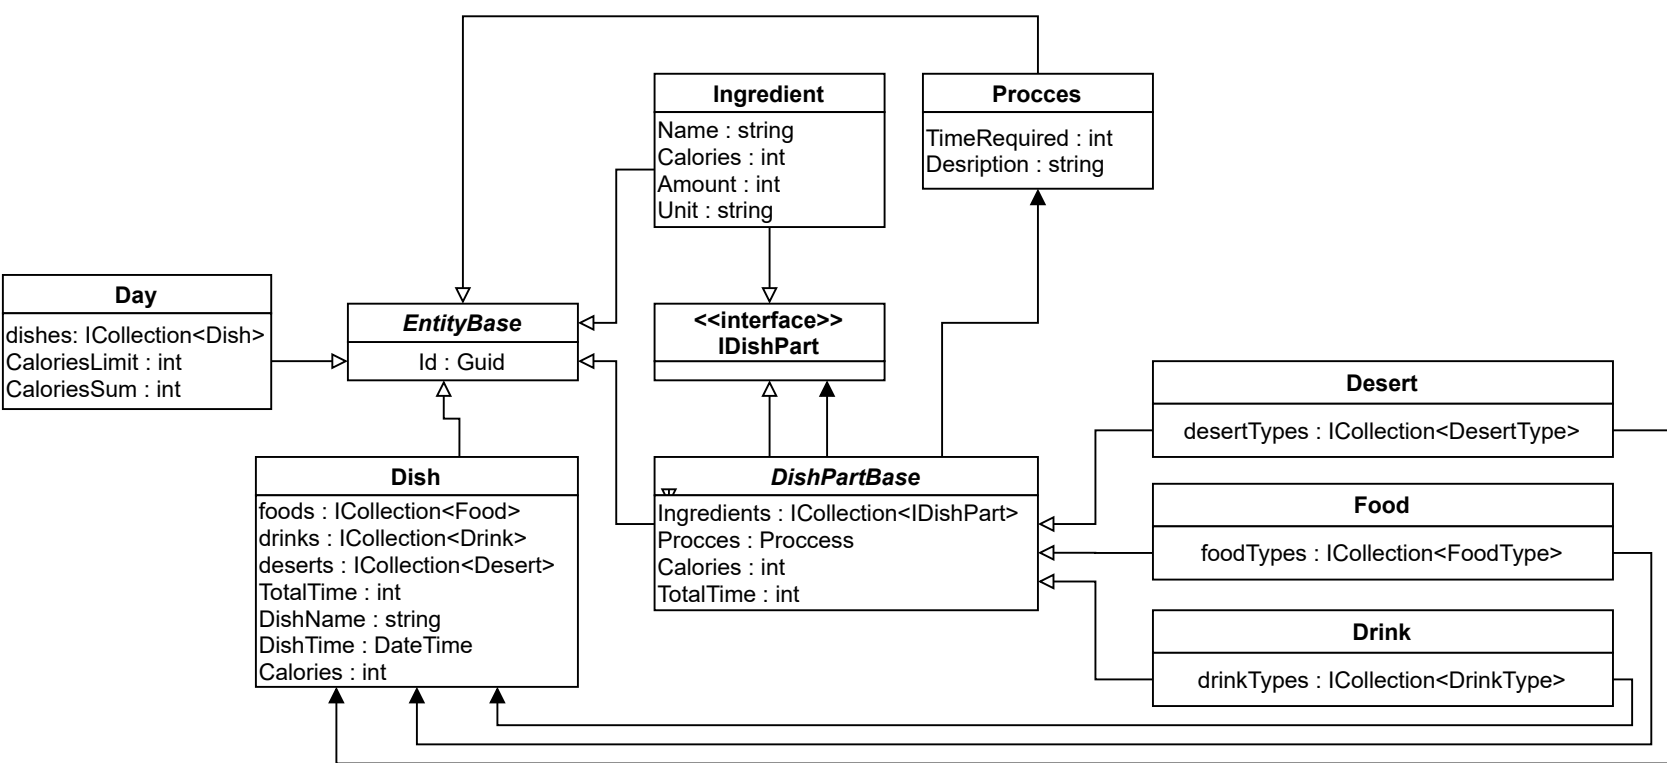 Ingredient
Name : string
Calories : int
Amount : int
Unit : string
Procces
TimeRequired : int
Desription : string
Day
dishes: ICollection<Dish>
CaloriesLimit : int
CaloriesSum : int
EntityBase
Id : Guid
<<interface>>
IDishPart
Desert
desertTypes : ICollection<DesertType>
Dish
foods : ICollection<Food>
drinks : ICollection<Drink>
deserts : ICollection<Desert>
TotalTime : int
DishName : string
DishTime : DateTime
Calories : int
DishPartBase
Ingredients : ICollection<IDishPart>
Procces : Proccess
Calories : int
TotalTime : int
Food
foodTypes : ICollection<FoodType>
Drink
drinkTypes : ICollection<DrinkType>